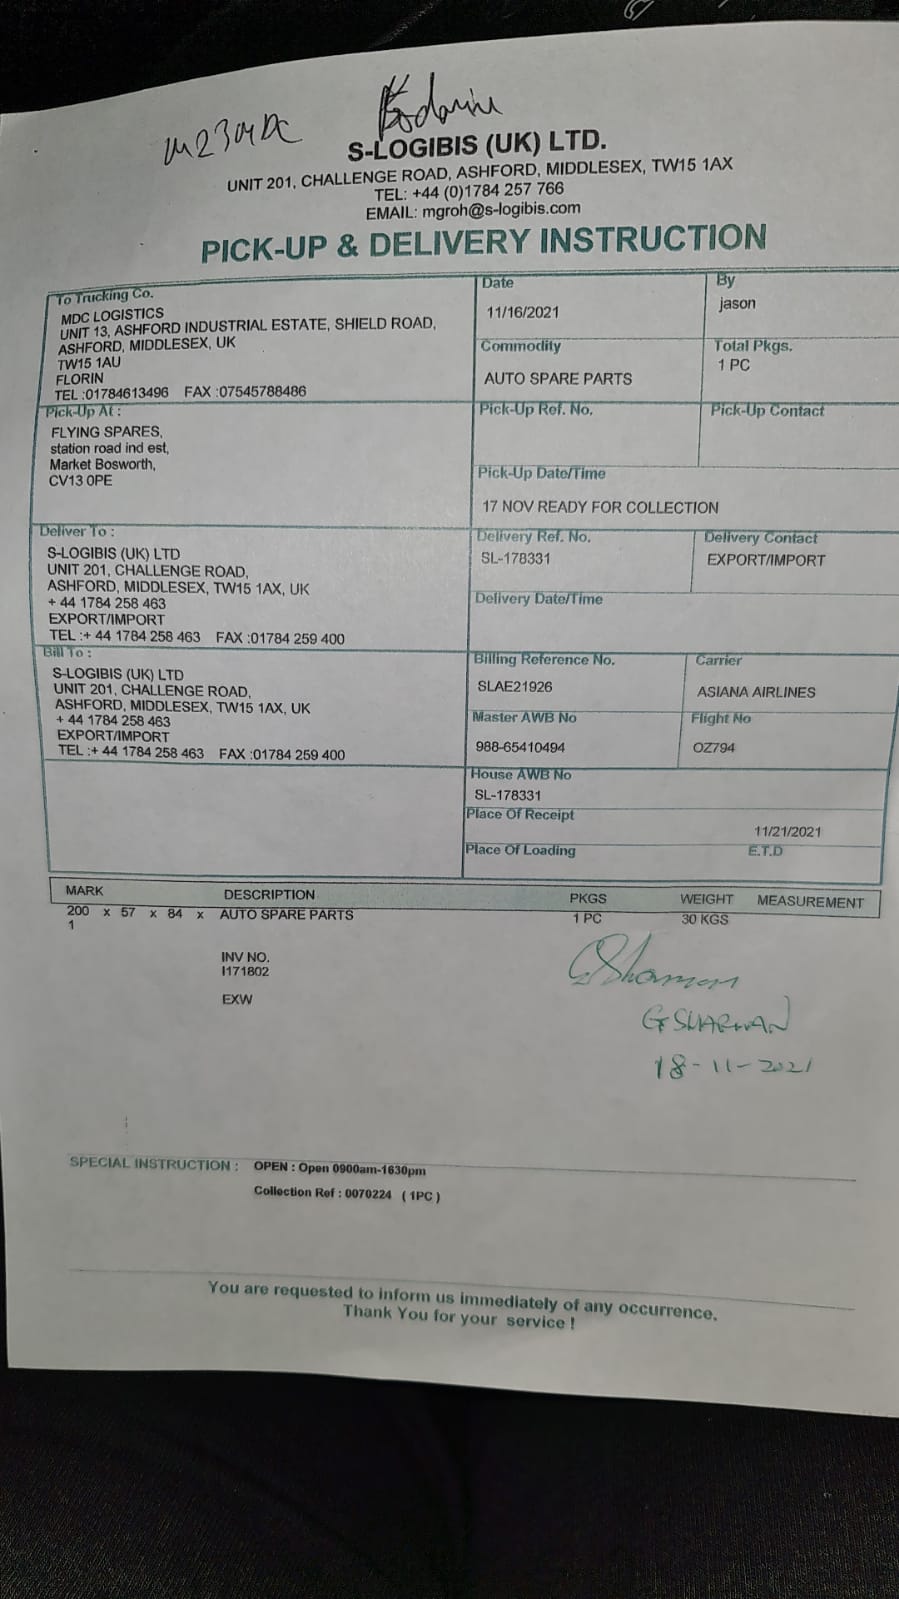 S-LOGIBIS (UK) LTD.
UNIT 201, CHALLENGE ROAD, ASHFORD, MIDDLESEX, TW15 1AX
TEL: +44 (0)1784 257 766
EMAIL: mgroh@s-logibis.com
PICK-UP & DELIVERY INSTRUCTION
To Trucking Co.
MDC LOGISTICS
UNIT 13, ASHFORD INDUSTRIAL ESTATE, SHIELD ROAD,
ASHFORD, MIDDLESEX, UK
TW15 1AU
FLORIN
TEL :01784613496 FAX :07545788486
Date
11/16/2021
By
jason
Commodity
AUTO SPARE PARTS
Total Pkgs.
1 PC
Pick-Up At :
FLYING SPARES,
station road ind est,
Market Bosworth,
CV13 0PE
Pick-Up Ref. No.
Pick-Up Contact
Pick-Up Date/Time
17 NOV READY FOR COLLECTION
Deliver To :
S-LOGIBIS (UK) LTD
UNIT 201, CHALLENGE ROAD,
ASHFORD, MIDDLESEX, TW15 1AX, UK
+ 44 1784 258 463
EXPORT/IMPORT
TEL :+ 44 1784 258 463 FAX :01784 259 400
Delivery Ref. No.
SL-178331
Delivery Contact
EXPORT/IMPORT
Delivery Date/Time
Bill To :
S-LOGIBIS (UK) LTD
UNIT 201, CHALLENGE ROAD,
ASHFORD, MIDDLESEX, TW15 1AX, UK
+ 44 1784 258 463
EXPORT/IMPORT
TEL :+ 44 1784 258 463 FAX :01784 259 400
Billing Reference No.
SLAE21926
Carrier
ASIANA AIRLINES
Master AWB No
988-65410494
Flight No
OZ794
House AWB No
SL-178331
Place Of Receipt
11/21/2021
Place Of Loading
E.T.D
MARK DESCRIPTION PKGS WEIGHT MEASUREMENT
200 x 57 x 84 x AUTO SPARE PARTS 1 PC 30 KGS
1
INV NO.
I171802
EXW
G SHARMAN
18-11-2021
SPECIAL INSTRUCTION : OPEN : Open 0900am-1630pm
Collection Ref : 0070224 ( 1PC )
You are requested to inform us immediately of any occurrence.
Thank You for your service !